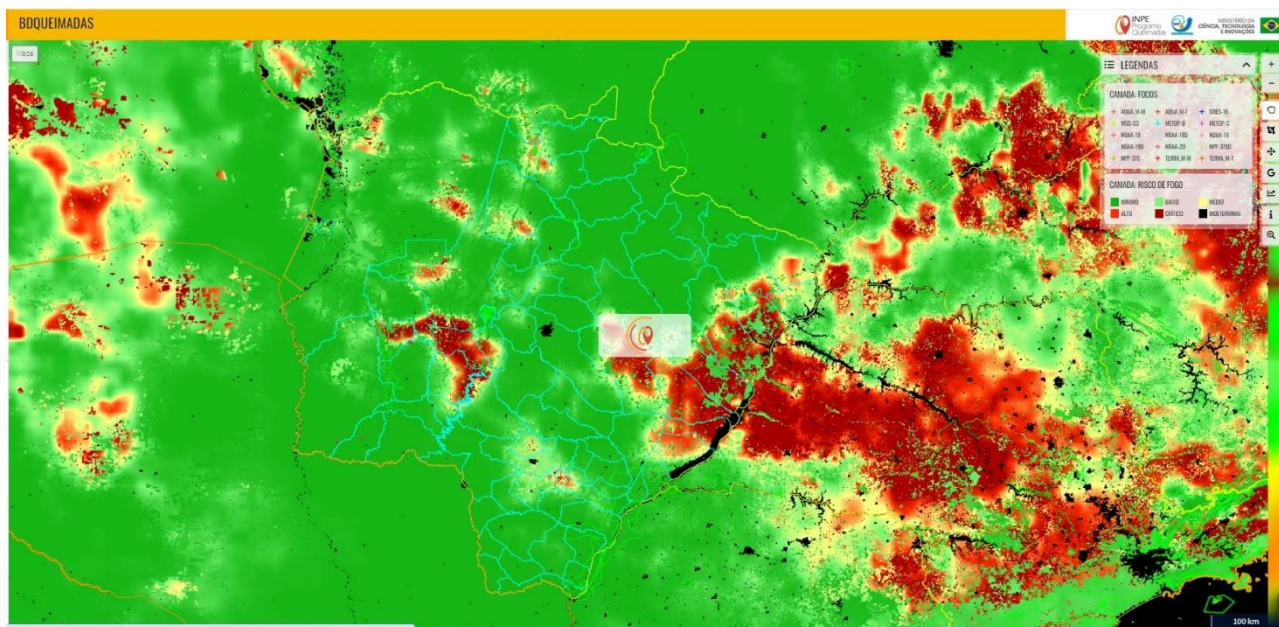 BDQUEIMADAS
INPE
Programa
Queimadas
MINISTÉRIO DA
CIÊNCIA, TECNOLOGIA
E INOVAÇÕES
Mapa
LEGENDAS
CAMADA: FOCOS
AQUA_M-M AQUA_M-T GOES-16
MSG-03 METOP-B METOP-C
NOAA-18 NOAA-18D NOAA-19
NOAA-19D NOAA-20 NPP-375D
NPP-375 TERRA_M-M TERRA_M-T
CAMADA: RISCO DE FOGO
MÍNIMO BAIXO MÉDIO
ALTO CRÍTICO INDETERMINAD
100 km